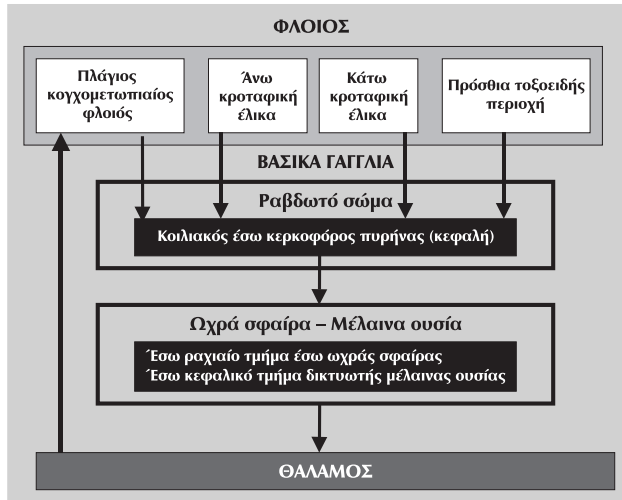 ΦΛΟΙΟΣ
Πλάγιος
κογχομετωπιαίος
φλοιός
Άνω
κροταφική
έλικα
Κάτω
κροταφική
έλικα
Πρόσθια τοξοειδής
περιοχή
ΒΑΣΙΚΑ ΓΑΓΓΛΙΑ
Ραβδωτό σώμα
Κοιλιακός έσω κερκοφόρος πυρήνας (κεφαλή)
Ωχρά σφαίρα – Μέλαινα ουσία
Έσω ραχιαίο τμήμα έσω ωχράς σφαίρας
Έσω κεφαλικό τμήμα δικτυωτής μέλαινας ουσίας
ΘΑΛΑΜΟΣ